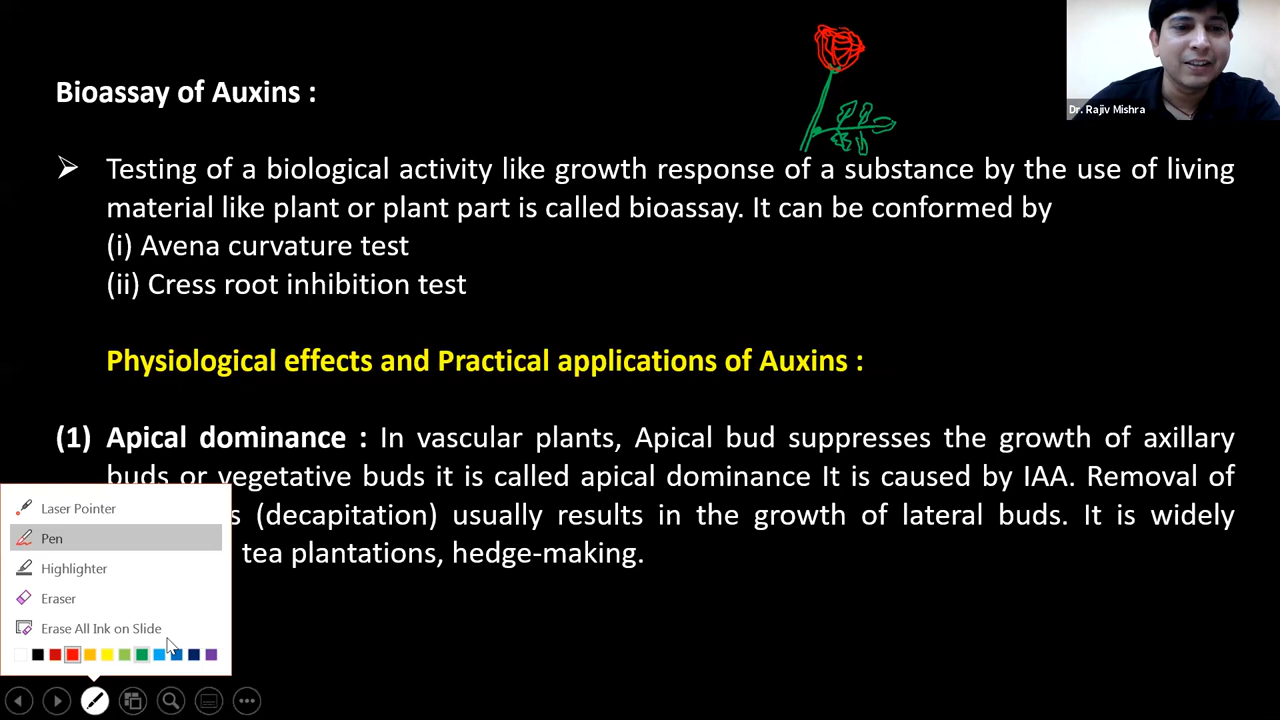 Bioassay of Auxins :
Dr. Rajiv Mishra
Testing of a biological activity like growth response of a substance by the use of living
material like plant or plant part is called bioassay. It can be conformed by
(i) Avena curvature test
(ii) Cress root inhibition test
Physiological effects and Practical applications of Auxins :
(1) Apical dominance : In vascular plants, Apical bud suppresses the growth of axillary
buds or vegetative buds it is called apical dominance It is caused by IAA. Removal of
(decapitation) usually results in the growth of lateral buds. It is widely
tea plantations, hedge-making.
Laser Pointer
Pen
Highlighter
Eraser
Erase All Ink on Slide